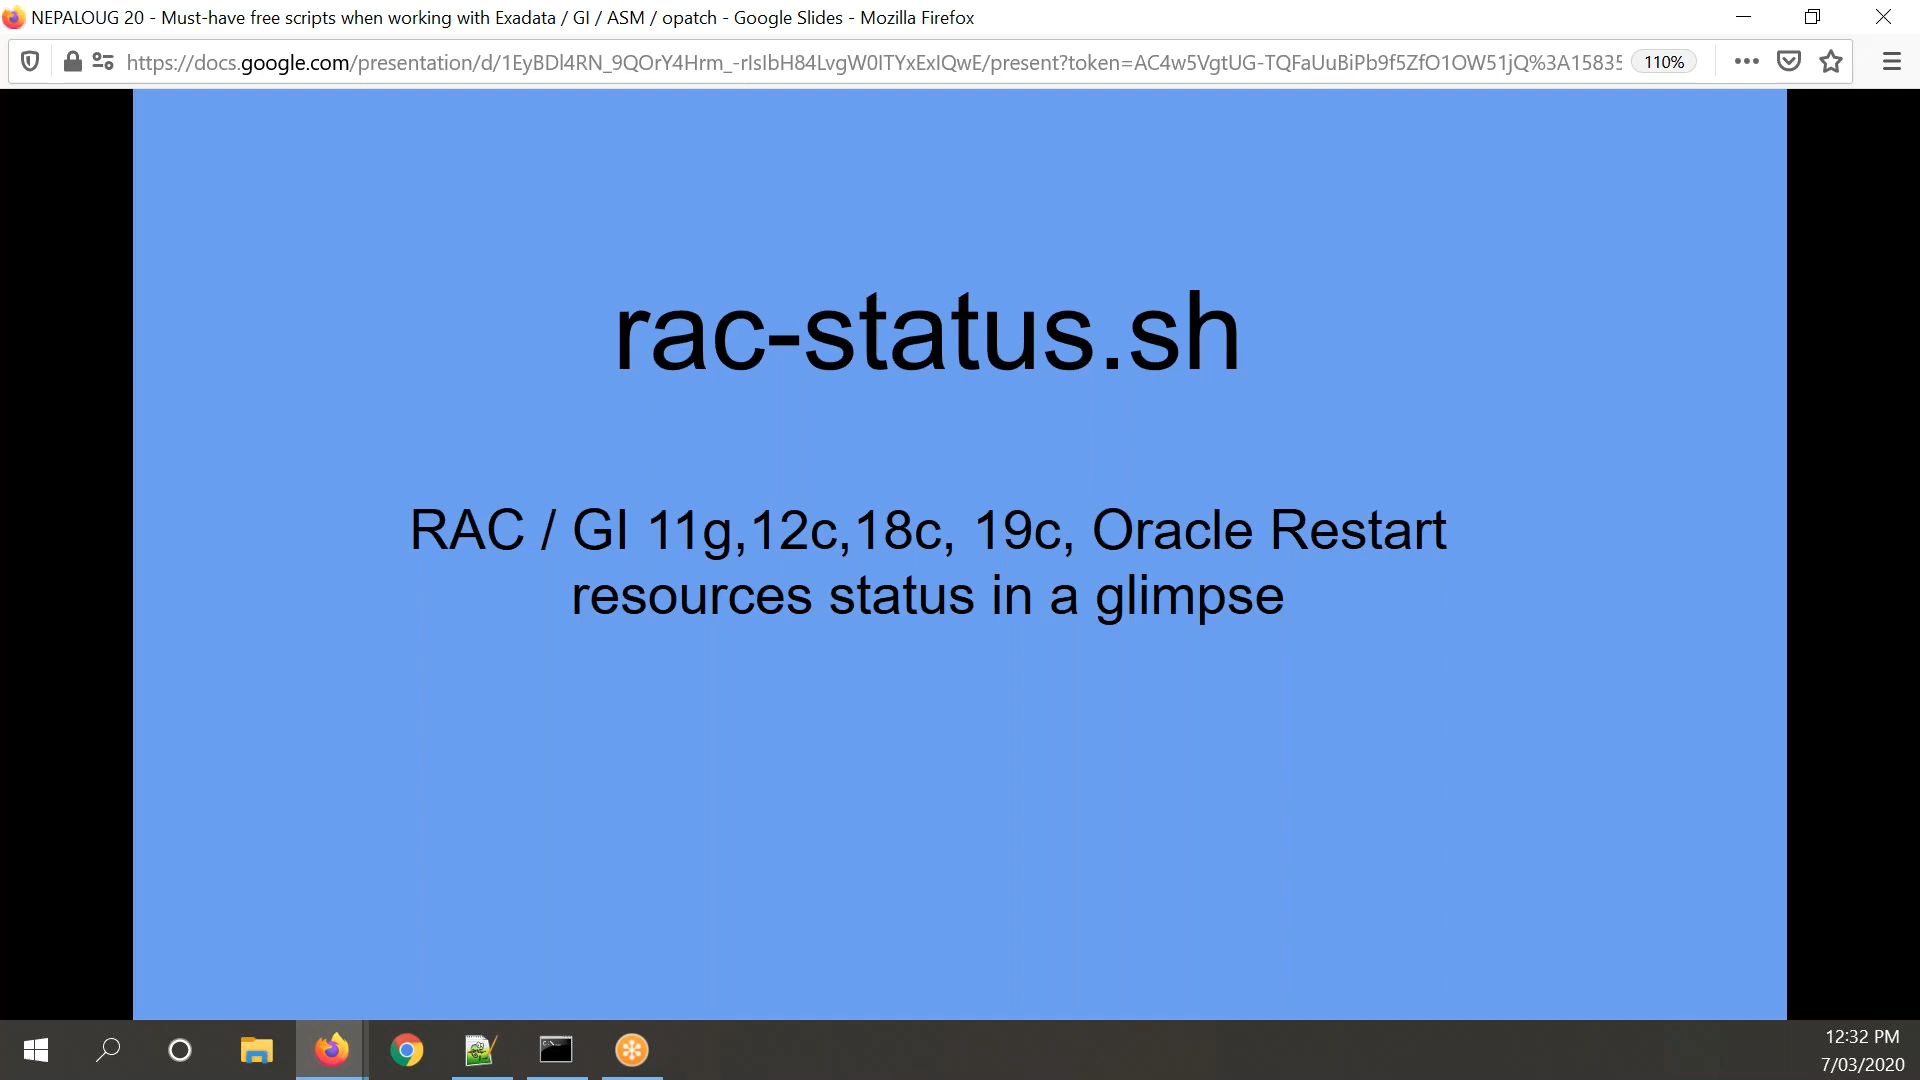 NEPALOUG 20 - Must-have free scripts when working with Exadata / GI / ASM / opatch - Google Slides - Mozilla Firefox
https://docs.google.com/presentation/d/1EyBDl4RN_9QOrY4Hrm_-rIsIbH84LvgW0ITYxExIQwE/present?token=AC4w5VgtUG-TQFaUuBiPb9f5ZfO1OW51jQ%3A15835 110%
rac-status.sh
RAC / GI 11g,12c,18c, 19c, Oracle Restart
resources status in a glimpse
12:32 PM
7/03/2020